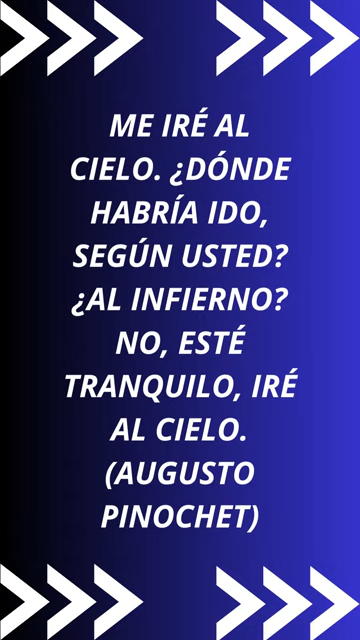 ME IRÉ AL
CIELO. ¿DÓNDE
HABRÍA IDO,
SEGÚN USTED?
¿AL INFIERNO?
NO, ESTÉ
TRANQUILO, IRÉ
AL CIELO.
(AUGUSTO
PINOCHET)